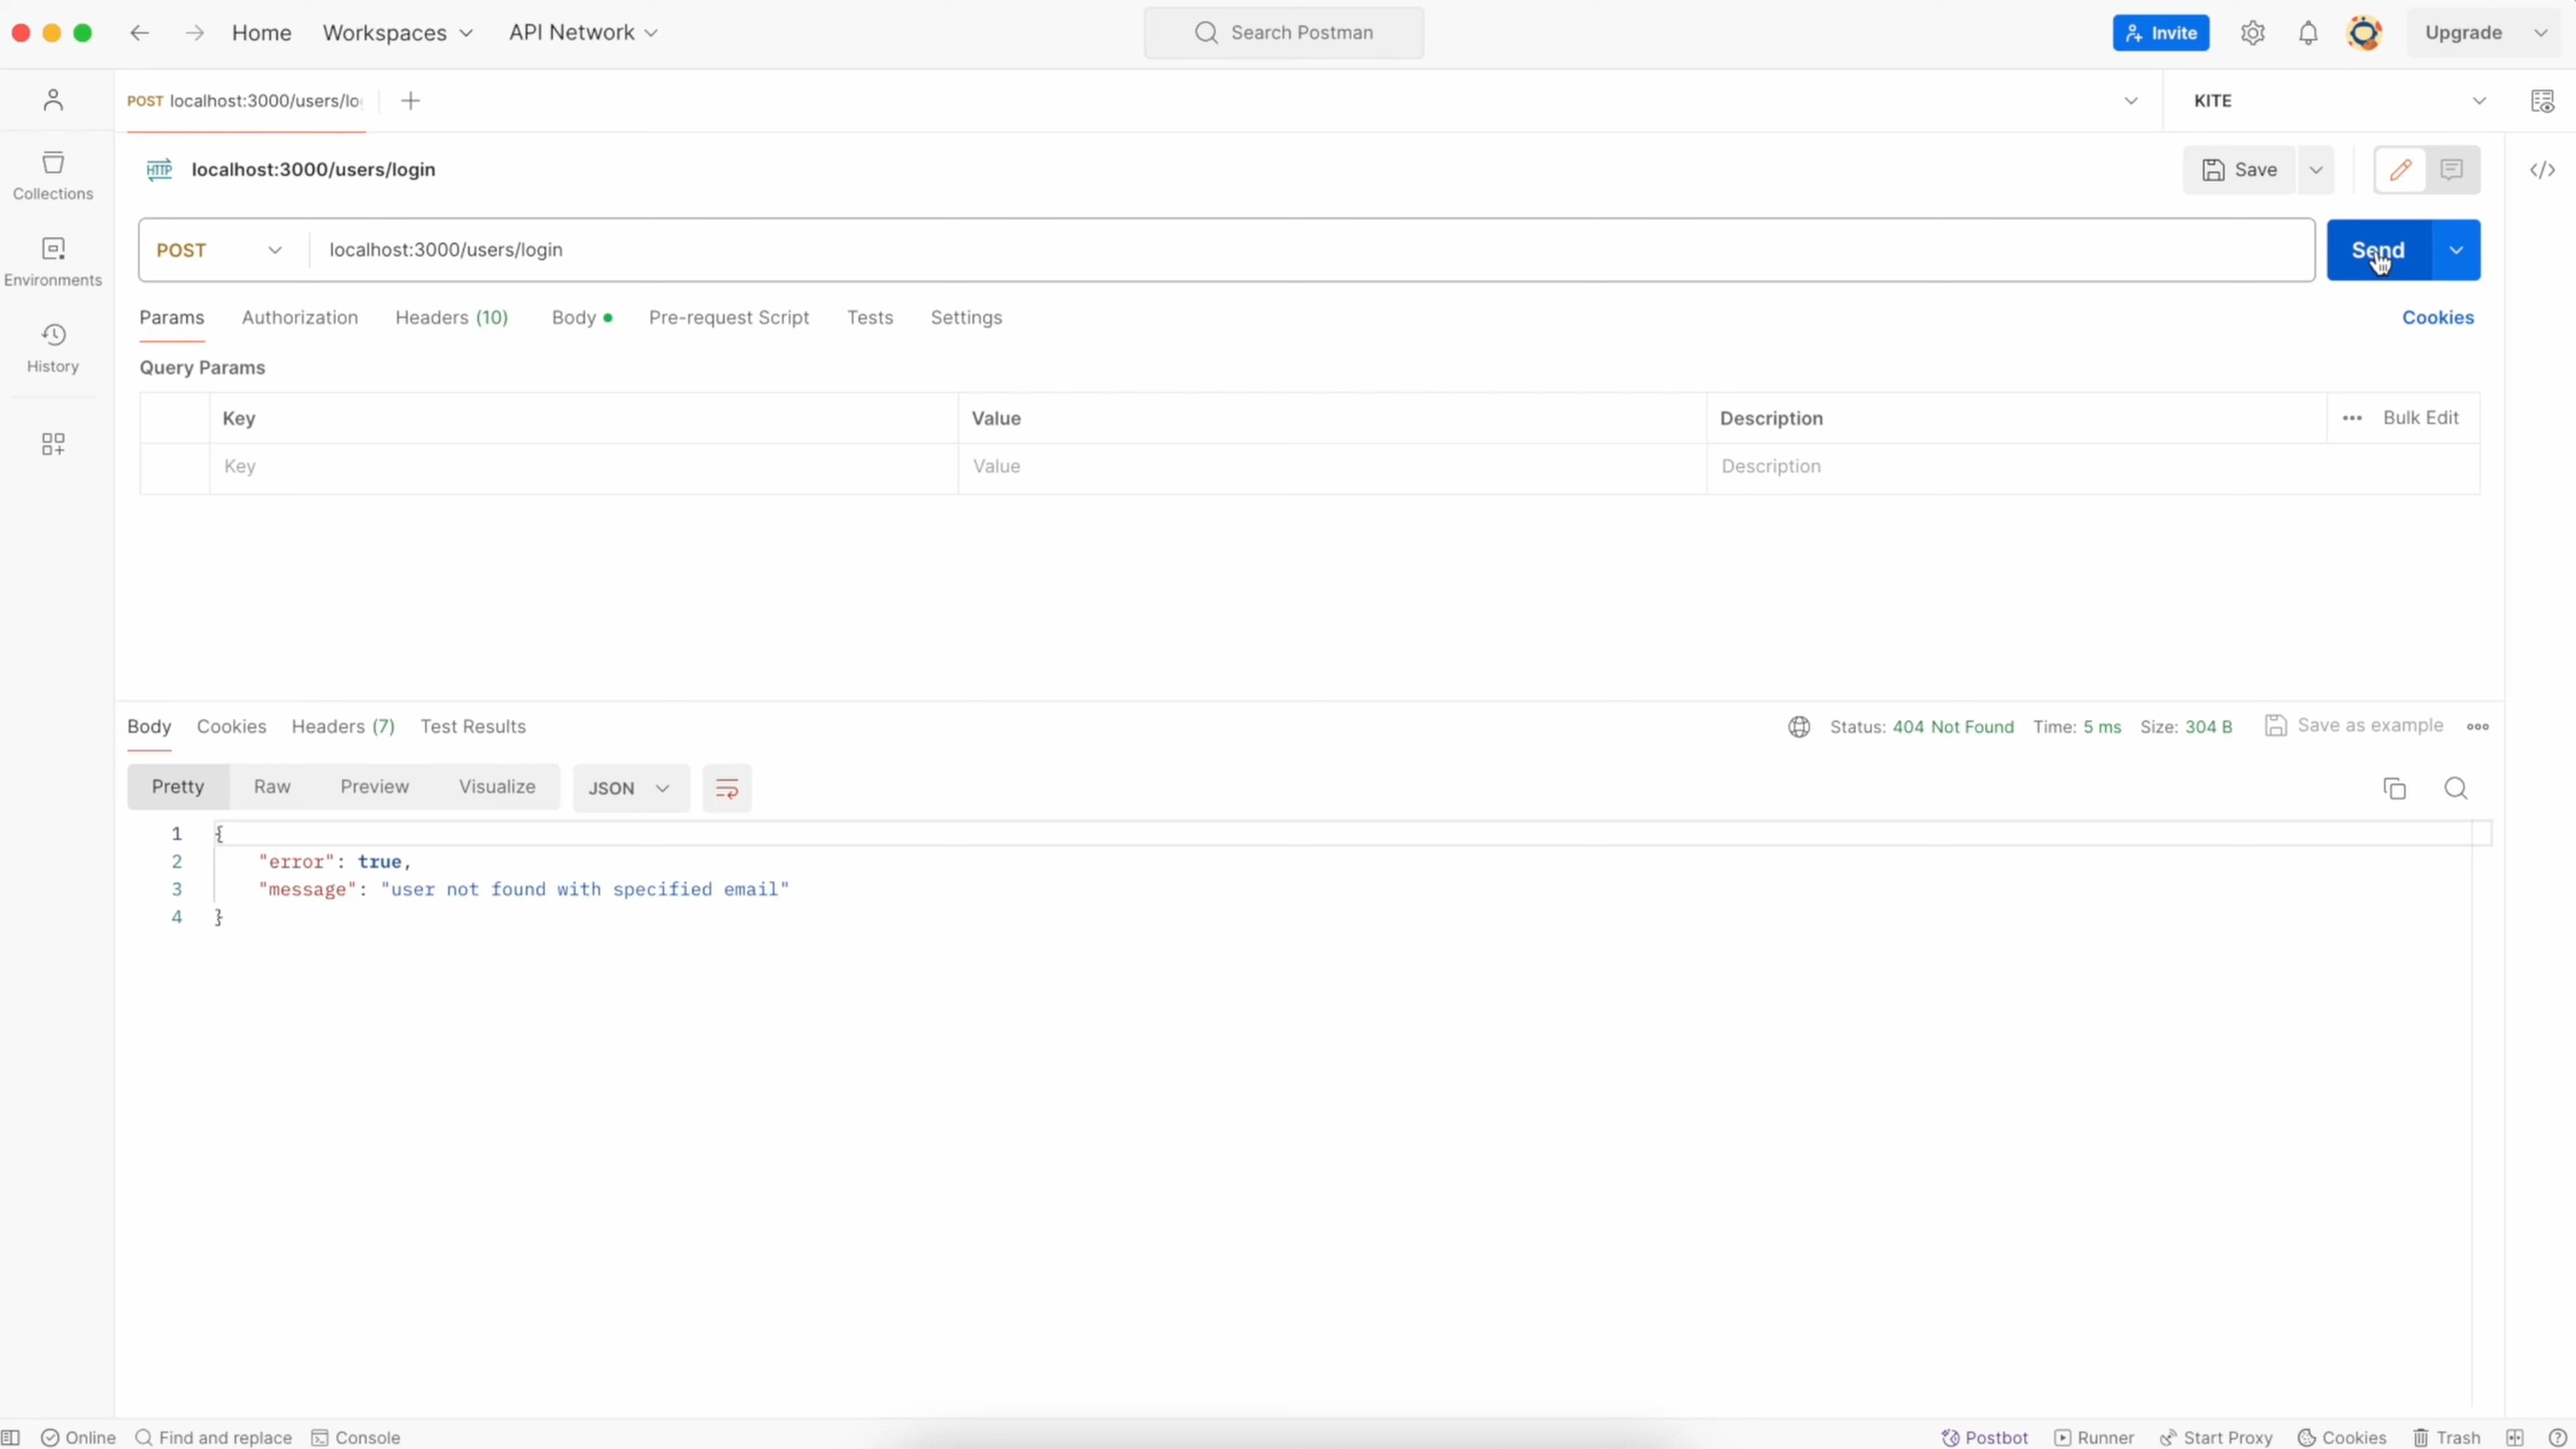 Home Workspaces API Network Search Postman Invite Upgrade
POST localhost:3000/users/lo KITE
HTTP localhost:3000/users/login Save </>
Collections
POST localhost:3000/users/login Send
Environments
Params Authorization Headers (10) Body Pre-request Script Tests Settings Cookies
History
Query Params
Key Value Description Bulk Edit
Key Value Description
Body Cookies Headers (7) Test Results Status: 404 Not Found Time: 5 ms Size: 304 B Save as example
Pretty Raw Preview Visualize JSON
1 {
2 "error": true,
3 "message": "user not found with specified email"
4 }
Online Find and replace Console Postbot Runner Start Proxy Cookies Trash